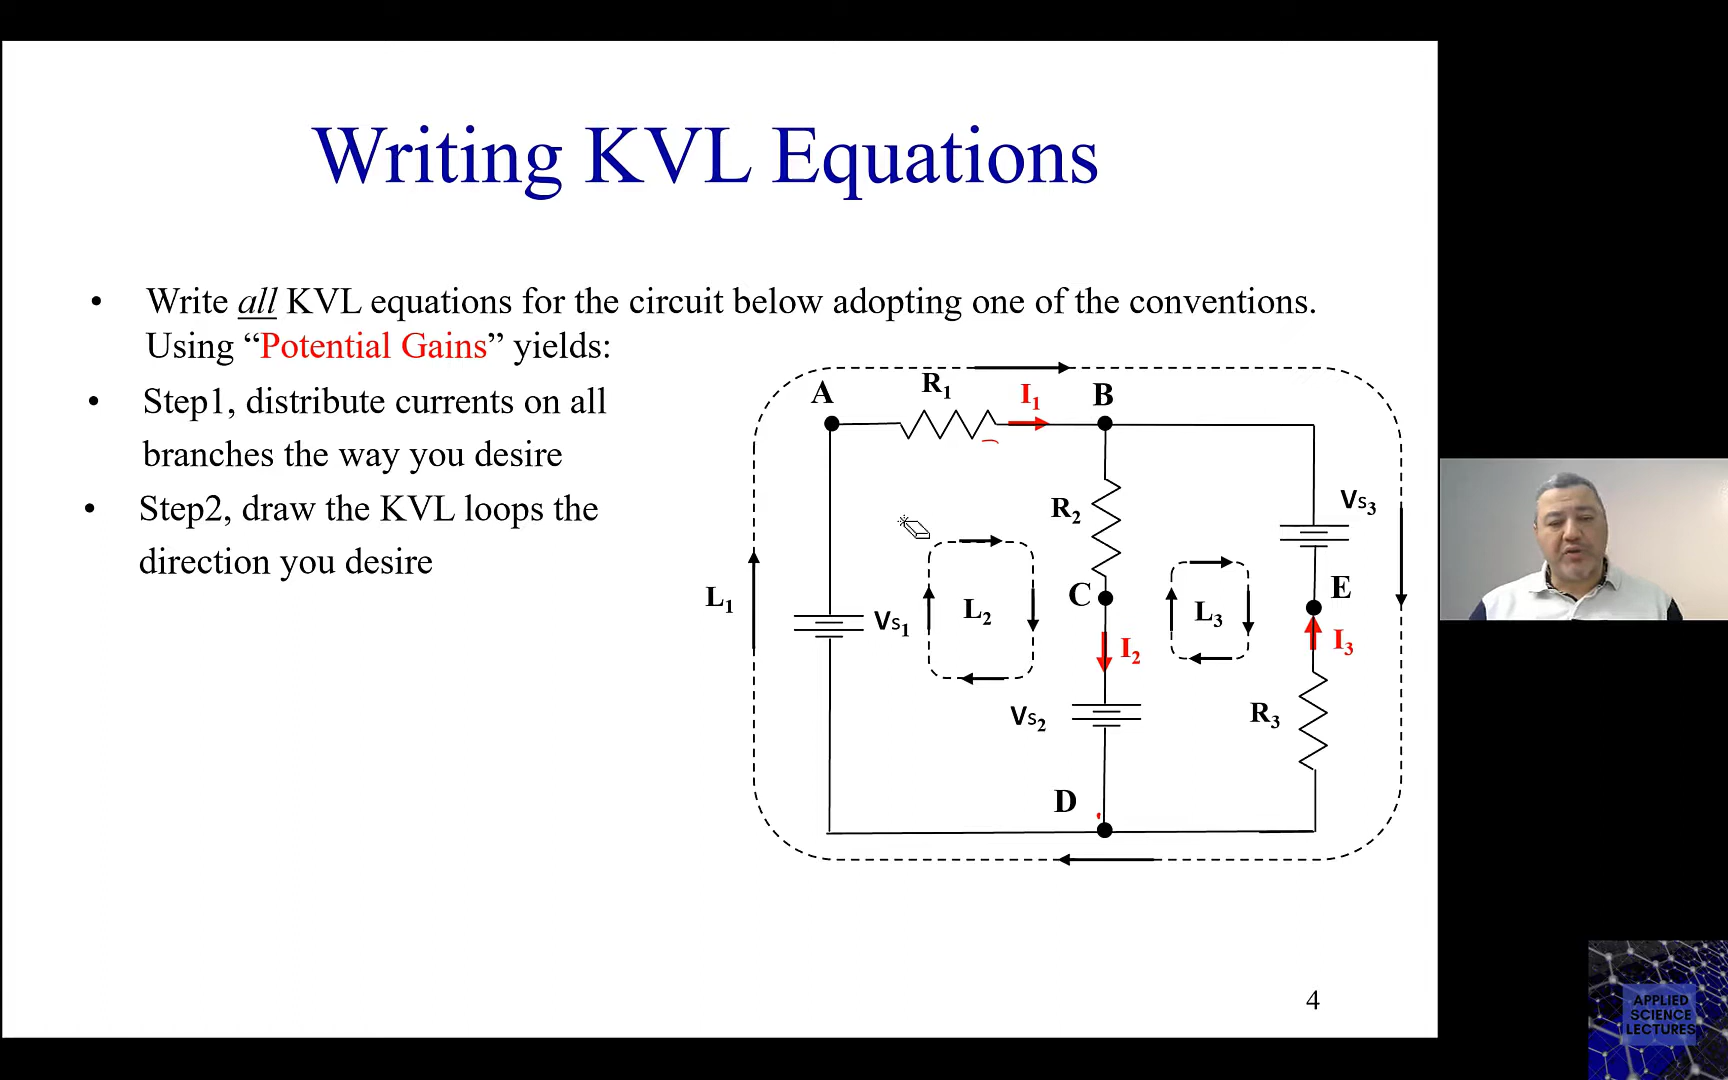 Writing KVL Equations
• Write all KVL equations for the circuit below adopting one of the conventions.
Using “Potential Gains” yields:
• Step1, distribute currents on all
branches the way you desire
• Step2, draw the KVL loops the
direction you desire
A
R1
I1
B
R2
VS3
C
E
L1
VS1
L2
L3
I2
I3
VS2
R3
D
4
APPLIED
SCIENCE
LECTURES